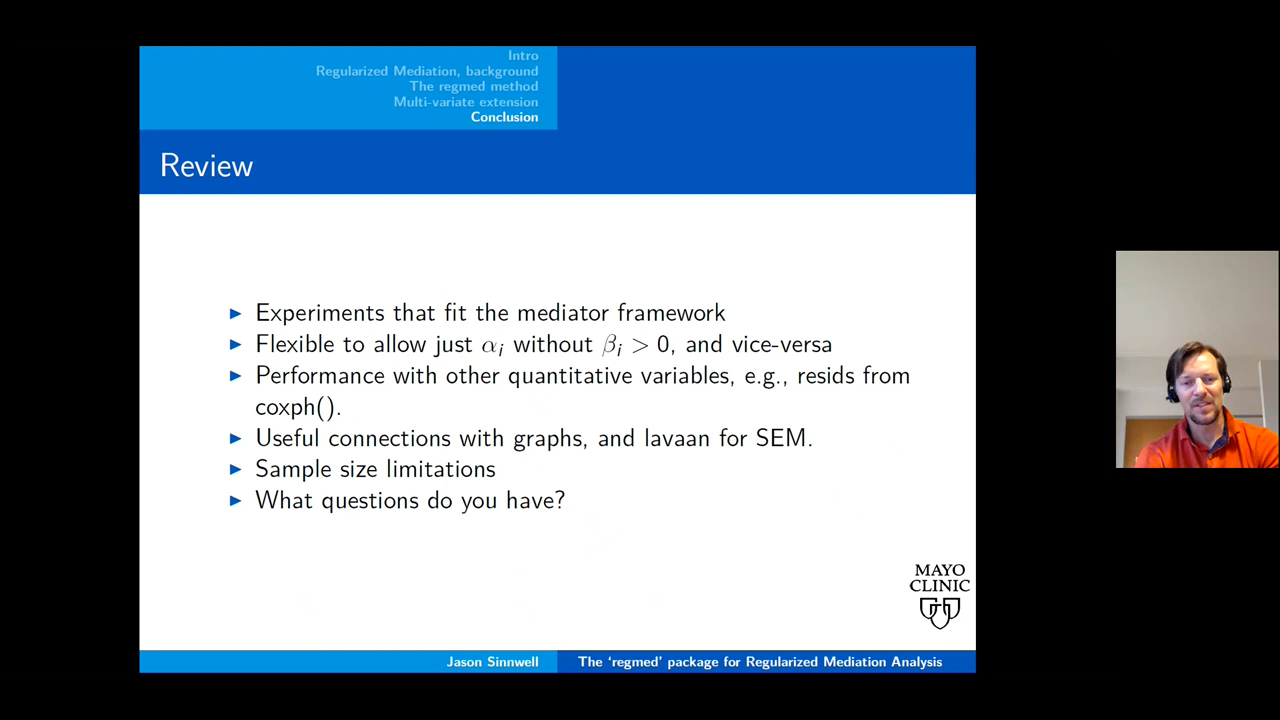 Intro
Regularized Mediation, background
The regmed method
Multi-variate extension
Conclusion
Review
▶ Experiments that fit the mediator framework
▶ Flexible to allow just αᵢ without βᵢ > 0, and vice-versa
▶ Performance with other quantitative variables, e.g., resids from
coxph().
▶ Useful connections with graphs, and lavaan for SEM.
▶ Sample size limitations
▶ What questions do you have?
MAYO
CLINIC
Jason Sinnwell
The ‘regmed’ package for Regularized Mediation Analysis